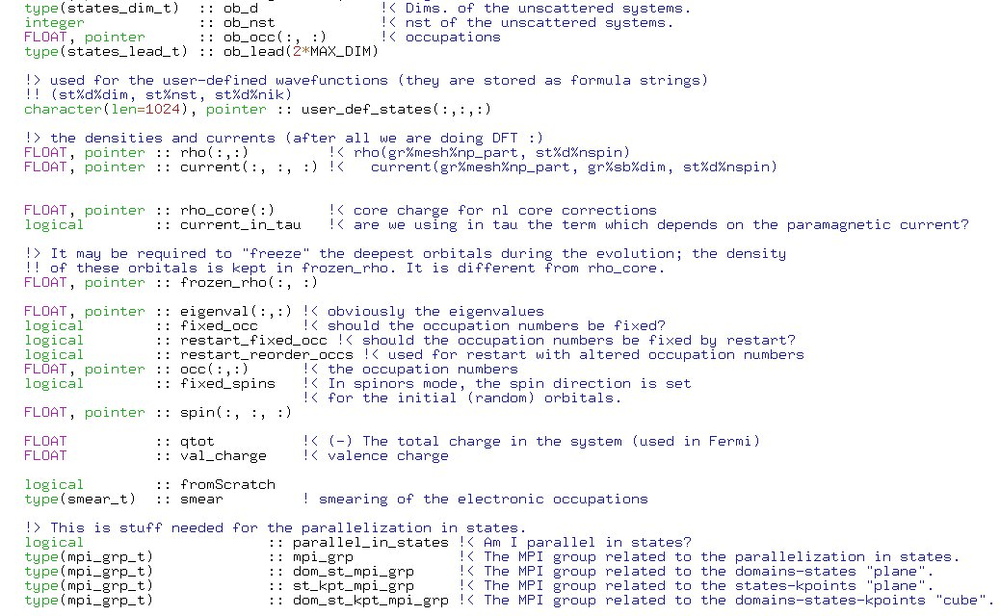 type(states_dim_t)  :: ob_d               !< Dims. of the unscattered systems.
integer             :: ob_nst             !< nst of the unscattered systems.
FLOAT, pointer      :: ob_occ(:, :)       !< occupations
type(states_lead_t) :: ob_lead(2*MAX_DIM)
!> used for the user-defined wavefunctions (they are stored as formula strings)
!! (st%d%dim, st%nst, st%d%nik)
character(len=1024), pointer :: user_def_states(:,:,:)
!> the densities and currents (after all we are doing DFT :)
FLOAT, pointer :: rho(:,:)          !< rho(gr%mesh%np_part, st%d%nspin)
FLOAT, pointer :: current(:, :, :) !<   current(gr%mesh%np_part, gr%sb%dim, st%d%nspin)
FLOAT, pointer :: rho_core(:)       !< core charge for nl core corrections
logical        :: current_in_tau   !< are we using in tau the term which depends on the paramagnetic current?
!> It may be required to "freeze" the deepest orbitals during the evolution; the density
!! of these orbitals is kept in frozen_rho. It is different from rho_core.
FLOAT, pointer :: frozen_rho(:, :)
FLOAT, pointer :: eigenval(:,:) !< obviously the eigenvalues
logical        :: fixed_occ     !< should the occupation numbers be fixed?
logical        :: restart_fixed_occ !< should the occupation numbers be fixed by restart?
logical        :: restart_reorder_occs !< used for restart with altered occupation numbers
FLOAT, pointer :: occ(:,:)      !< the occupation numbers
logical        :: fixed_spins   !< In spinors mode, the spin direction is set
!< for the initial (random) orbitals.
FLOAT, pointer :: spin(:, :, :)
FLOAT          :: qtot          !< (-) The total charge in the system (used in Fermi)
FLOAT          :: val_charge    !< valence charge
logical        :: fromScratch
type(smear_t)  :: smear         ! smearing of the electronic occupations
!> This is stuff needed for the parallelization in states.
logical                     :: parallel_in_states !< Am I parallel in states?
type(mpi_grp_t)             :: mpi_grp            !< The MPI group related to the parallelization in states.
type(mpi_grp_t)             :: dom_st_mpi_grp     !< The MPI group related to the domains-states "plane".
type(mpi_grp_t)             :: st_kpt_mpi_grp     !< The MPI group related to the states-kpoints "plane".
type(mpi_grp_t)             :: dom_st_kpt_mpi_grp !< The MPI group related to the domains-states-kpoints "cube".